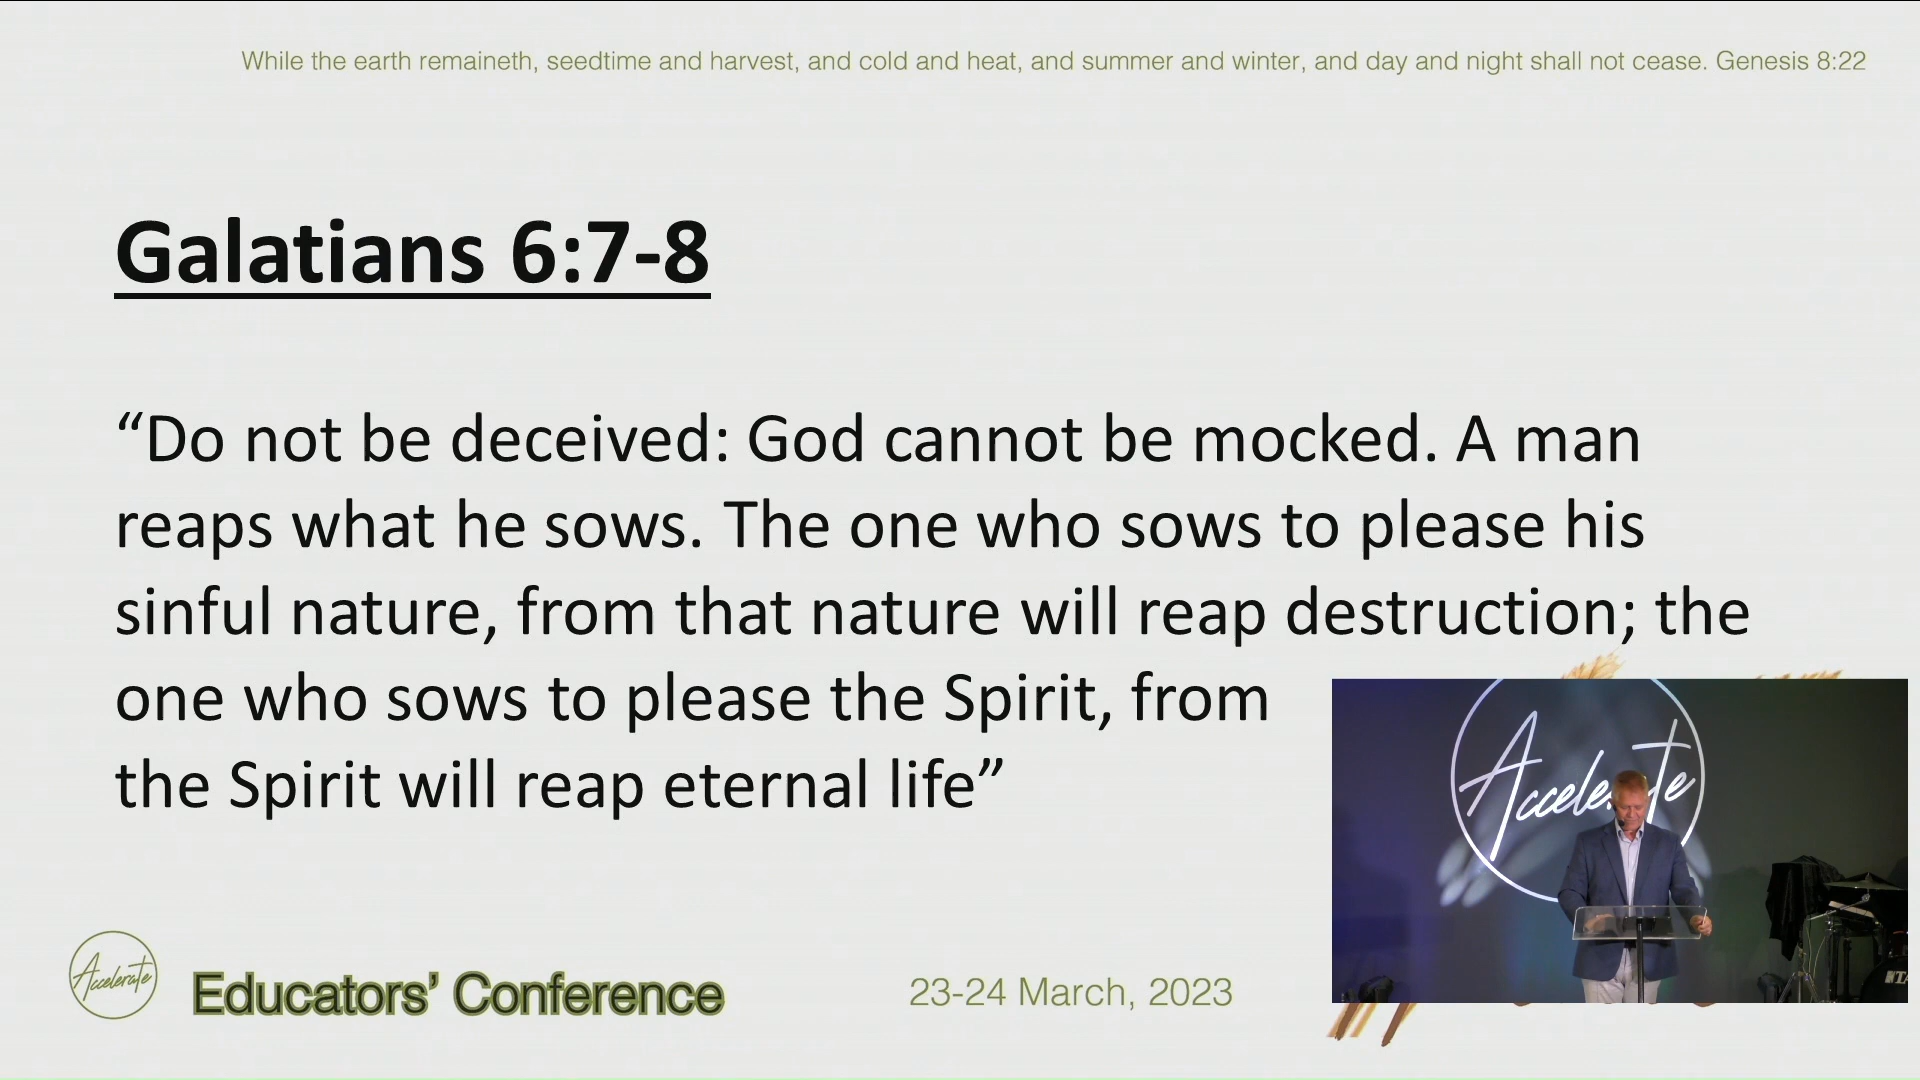 While the earth remaineth, seedtime and harvest, and cold and heat, and summer and winter, and day and night shall not cease. Genesis 8:22
Galatians 6:7-8
“Do not be deceived: God cannot be mocked. A man
reaps what he sows. The one who sows to please his
sinful nature, from that nature will reap destruction; the
one who sows to please the Spirit, from
the Spirit will reap eternal life”
Accelerate
Accelerate
Educators’ Conference
23-24 March, 2023